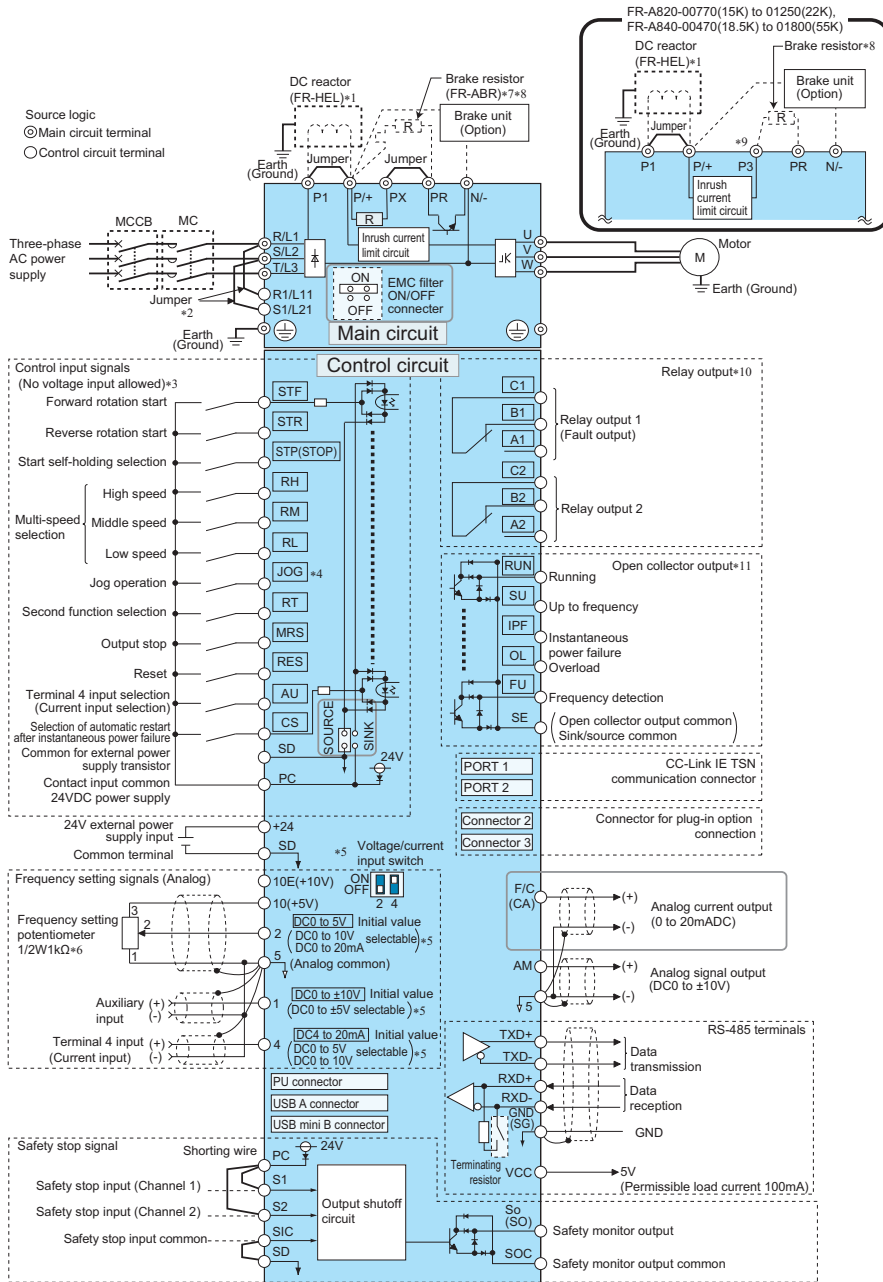 FR-A820-00770(15K) to 01250(22K),
FR-A840-00470(18.5K) to 01800(55K)
DC reactor
(FR-HEL)*1
Brake resistor*8
Brake unit
(Option)
Earth
(Ground)
Jumper
*9
R
P1
P/+
P3
PR
N/-
Inrush
current
limit circuit
Source logic
Main circuit terminal
Control circuit terminal
DC reactor
(FR-HEL)*1
Brake resistor
(FR-ABR)*7*8
Brake unit
(Option)
R
Earth
(Ground)
Jumper
Jumper
P1
P/+
PX
PR
N/-
R
Inrush current
limit circuit
MCCB
MC
Three-phase
AC power
supply
R/L1
S/L2
T/L3
R1/L11
S1/L21
Jumper
*2
Earth
(Ground)
ON
OFF
EMC filter
ON/OFF
connecter
U
V
W
M
Motor
Earth (Ground)
Main circuit
Control circuit
Control input signals
(No voltage input allowed)*3
Forward rotation start
STF
Reverse rotation start
STR
Start self-holding selection
STP(STOP)
Multi-speed
selection
High speed
RH
Middle speed
RM
Low speed
RL
Jog operation
JOG *4
Second function selection
RT
Output stop
MRS
Reset
RES
Terminal 4 input selection
(Current input selection)
AU
Selection of automatic restart
after instantaneous power failure
CS
SOURCE
SINK
Common for external power
supply transistor
SD
Contact input common
24VDC power supply
PC
24V
Relay output*10
C1
B1
A1
Relay output 1
(Fault output)
C2
B2
A2
Relay output 2
Open collector output*11
RUN
Running
SU
Up to frequency
IPF
Instantaneous
power failure
OL
Overload
FU
Frequency detection
SE
Open collector output common
Sink/source common
PORT 1
PORT 2
CC-Link IE TSN
communication connector
Connector 2
Connector 3
Connector for plug-in option
connection
24V external power
supply input
+24
Common terminal
SD
*5
Voltage/current
input switch
ON
OFF
2 4
Frequency setting signals (Analog)
10E(+10V)
10(+5V)
Frequency setting
potentiometer
1/2W1kΩ*6
3
2
1
2
DC0 to 5V Initial value
(DC0 to 10V
DC0 to 20mA selectable)*5
5
(Analog common)
Auxiliary
input
(+)
(-)
1
DC0 to ±10V Initial value
(DC0 to ±5V selectable)*5
Terminal 4 input
(Current input)
(+)
(-)
4
DC4 to 20mA Initial value
(DC0 to 5V
DC0 to 10V selectable)*5
F/C
(CA)
(+)
(-)
Analog current output
(0 to 20mADC)
AM
5
(+)
(-)
Analog signal output
(DC0 to ±10V)
RS-485 terminals
TXD+
TXD-
Data
transmission
RXD+
RXD-
Data
reception
GND
(SG)
GND
Terminating
resistor
VCC
5V
(Permissible load current 100mA)
PU connector
USB A connector
USB mini B connector
Safety stop signal
Shorting wire
PC
24V
Safety stop input (Channel 1)
S1
Safety stop input (Channel 2)
S2
Safety stop input common
SIC
SD
Output shutoff
circuit
So
(SO)
Safety monitor output
SOC
Safety monitor output common